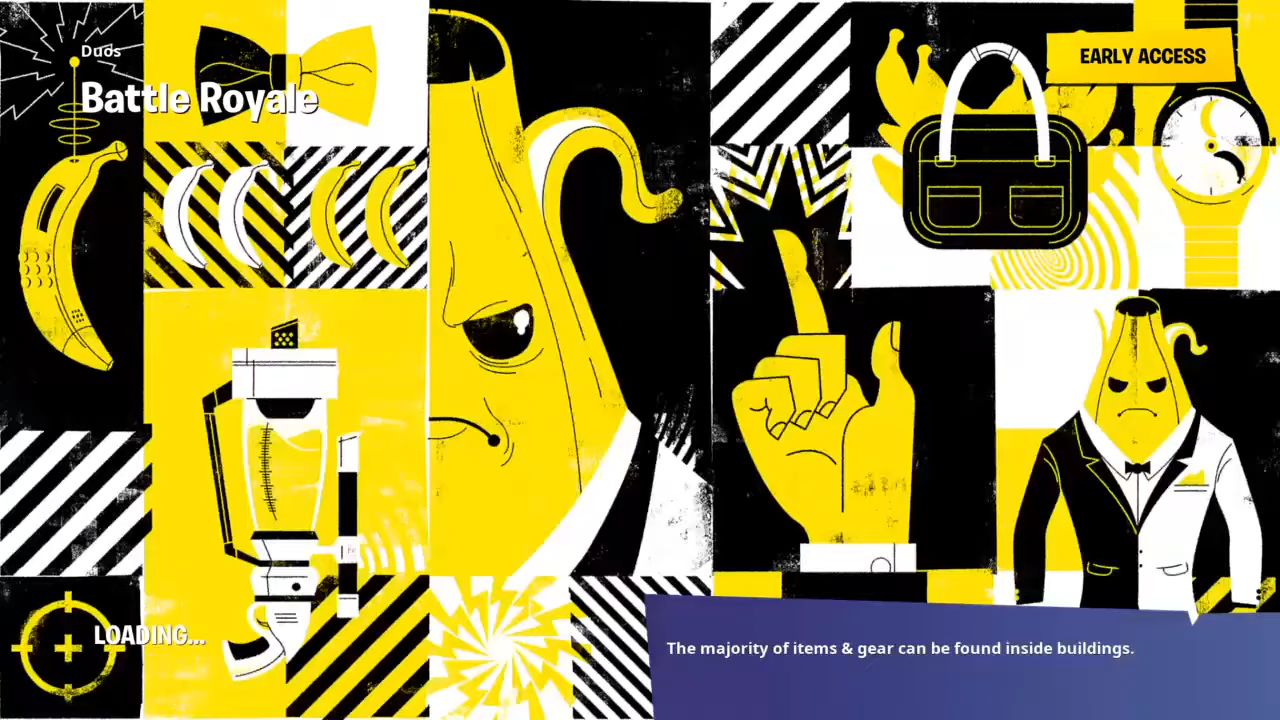 Duos
Battle Royale
EARLY ACCESS
LOADING...
The majority of items & gear can be found inside buildings.